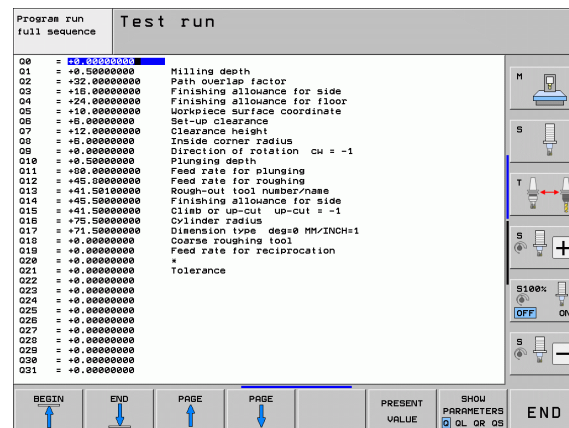 Program run
full sequence
Test run
Q0 = +0.00000000
Q1 = +0.50000000 Milling depth
Q2 = +32.00000000 Path overlap factor
Q3 = +16.00000000 Finishing allowance for side
Q4 = +24.00000000 Finishing allowance for floor
Q5 = +10.00000000 Workpiece surface coordinate
Q6 = +6.00000000 Set-up clearance
Q7 = +12.00000000 Clearance height
Q8 = +6.00000000 Inside corner radius
Q9 = +0.00000000 Direction of rotation cw = -1
Q10 = +0.50000000 Plunging depth
Q11 = +80.00000000 Feed rate for plunging
Q12 = +45.80000000 Feed rate for roughing
Q13 = +41.50100000 Rough-out tool number/name
Q14 = +45.50000000 Finishing allowance for side
Q15 = +41.50000000 Climb or up-cut up-cut = -1
Q16 = +75.50000000 Cylinder radius
Q17 = +71.50000000 Dimension type deg=0 MM/INCH=1
Q18 = +0.00000000 Coarse roughing tool
Q19 = +0.00000000 Feed rate for reciprocation
Q20 = +0.00000000 *
Q21 = +0.00000000 Tolerance
Q22 = +0.00000000
Q23 = +0.00000000
Q24 = +0.00000000
Q25 = +0.00000000
Q26 = +0.00000000
Q27 = +0.00000000
Q28 = +0.00000000
Q29 = +0.00000000
Q30 = +0.00000000
Q31 = +0.00000000
M
S
T
S
+
S100%
OFF ON
S
-
BEGIN
END
PAGE
PAGE
PRESENT
VALUE
SHOW
PARAMETERS
Q QL QR QS
END